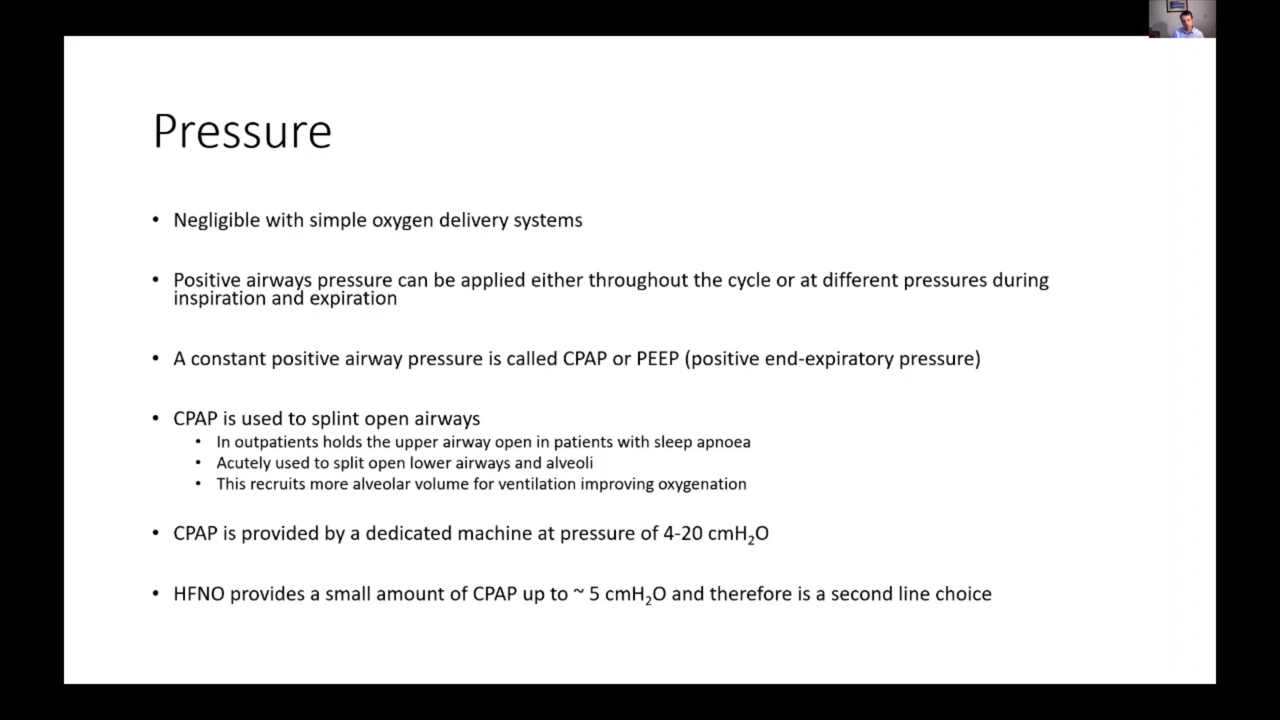 Pressure
• Negligible with simple oxygen delivery systems
• Positive airways pressure can be applied either throughout the cycle or at different pressures during
inspiration and expiration
• A constant positive airway pressure is called CPAP or PEEP (positive end-expiratory pressure)
• CPAP is used to splint open airways
• In outpatients holds the upper airway open in patients with sleep apnoea
• Acutely used to split open lower airways and alveoli
• This recruits more alveolar volume for ventilation improving oxygenation
• CPAP is provided by a dedicated machine at pressure of 4-20 cmH₂O
• HFNO provides a small amount of CPAP up to ~ 5 cmH₂O and therefore is a second line choice